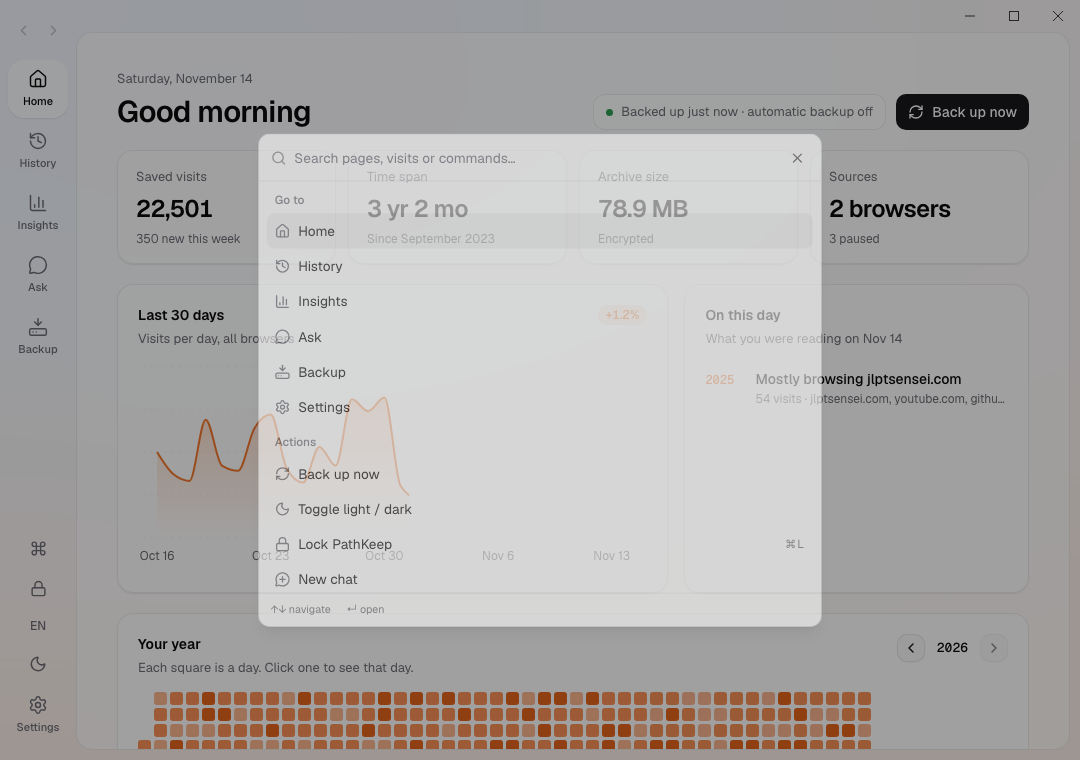 Saturday, November 14
Good morning
Backed up just now · automatic backup off
Back up now
Home
History
Insights
Ask
Backup
EN
Settings
Search pages, visits or commands...
Saved visits
22,501
350 new this week
Time span
3 yr 2 mo
Since September 2023
Archive size
78.9 MB
Encrypted
Sources
2 browsers
3 paused
Go to
Home
History
Insights
Ask
Backup
Settings
Actions
Back up now
Toggle light / dark
Lock PathKeep
⌘L
New chat
↑↓ navigate
↵ open
Last 30 days
Visits per day, all browsers
+1.2%
Oct 16
Oct 23
Oct 30
Nov 6
Nov 13
On this day
What you were reading on Nov 14
2025
Mostly browsing jlptsensei.com
54 visits · jlptsensei.com, youtube.com, githu...
Your year
Each square is a day. Click one to see that day.
2026